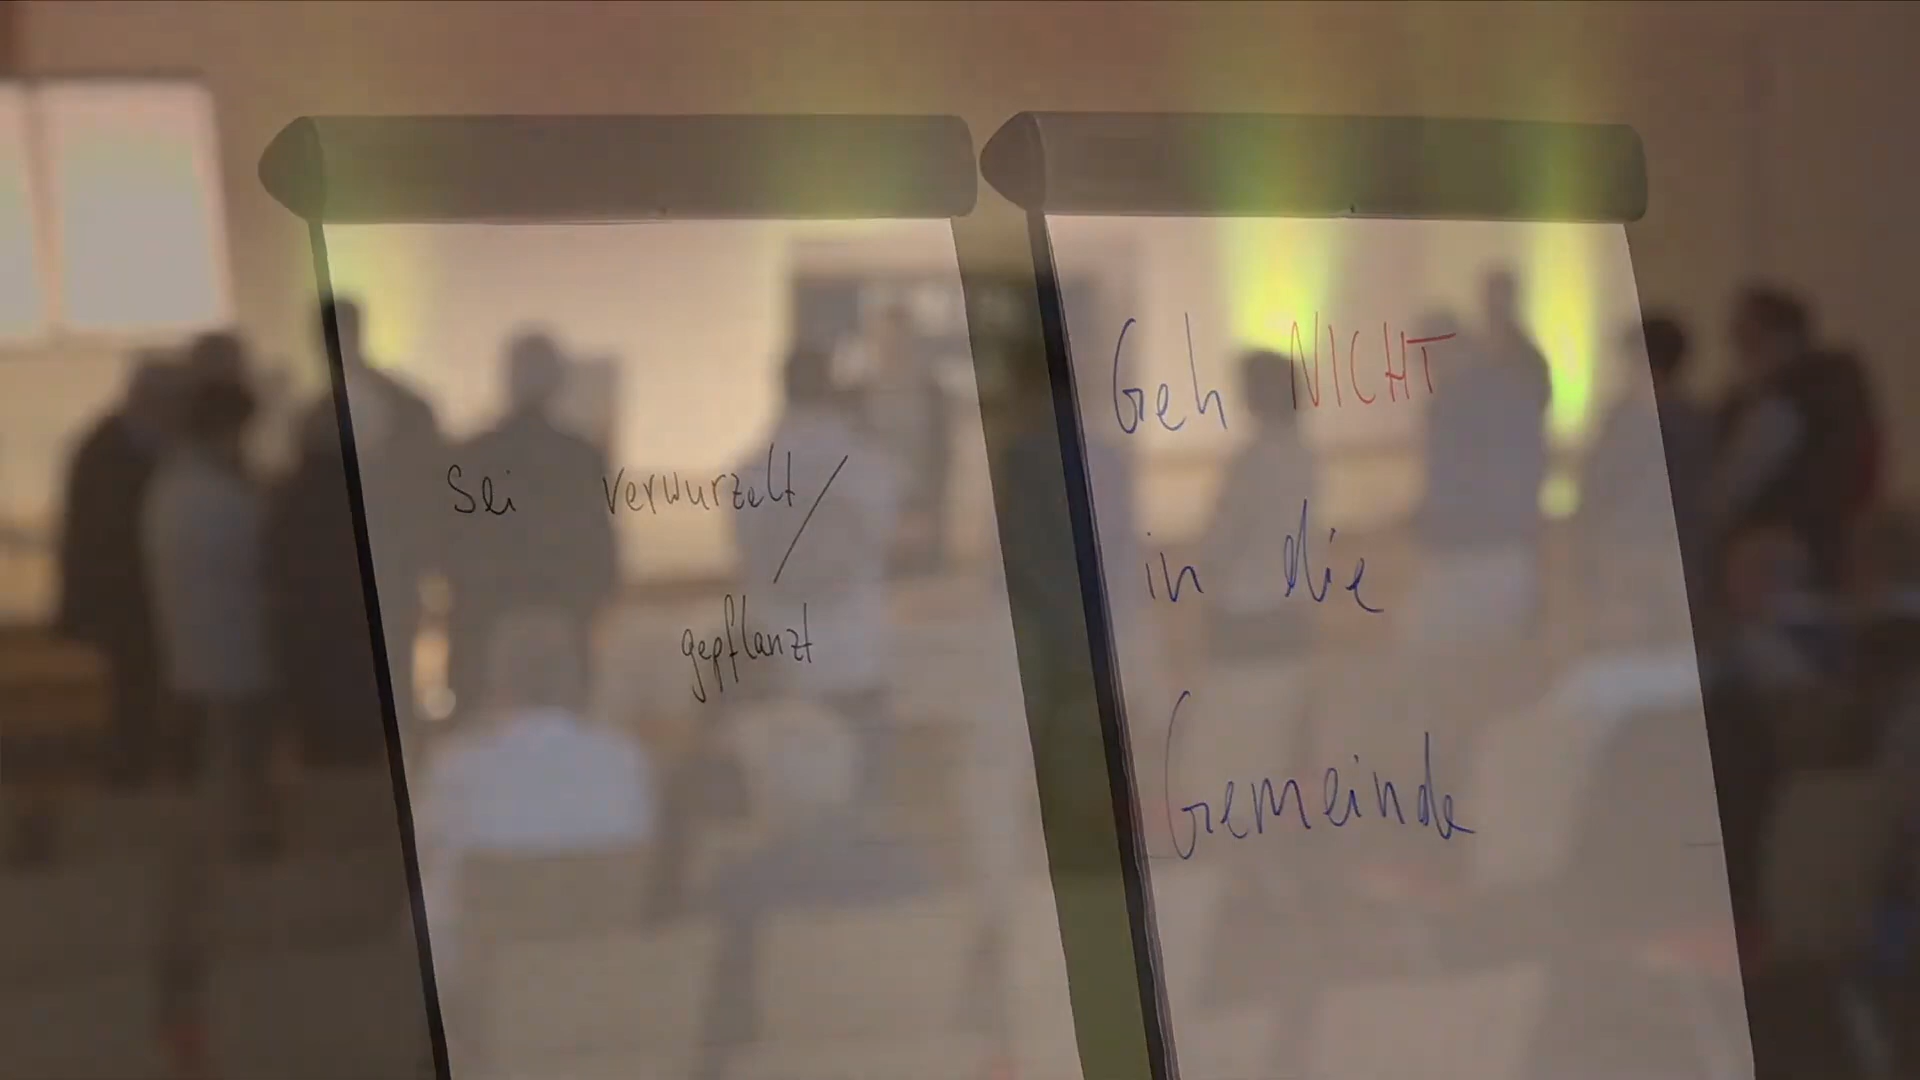 Sei verwurzelt/
gepflanzt
Geh NICHT
in die
Gemeinde